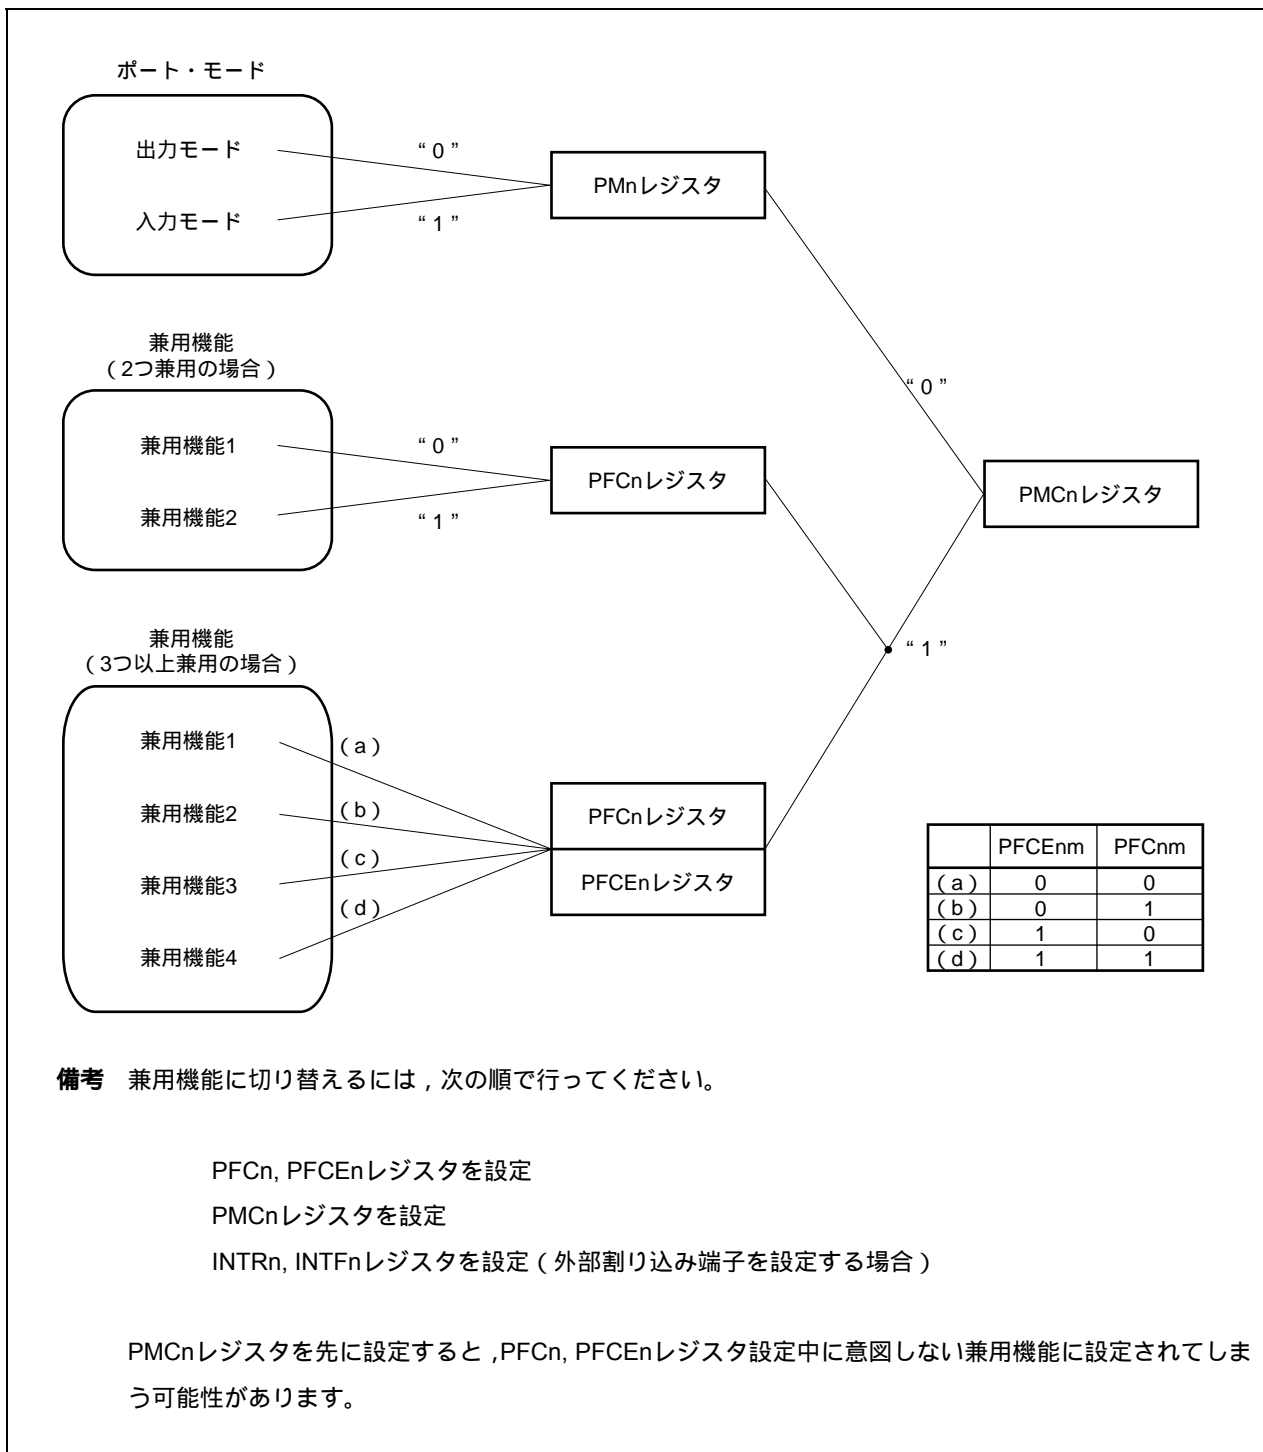 ポート・モード
出力モード
“ 0 ”
入力モード
“ 1 ”
PMnレジスタ
兼用機能
（2つ兼用の場合）
兼用機能1
“ 0 ”
兼用機能2
“ 1 ”
PFCnレジスタ
“ 0 ”
PMCnレジスタ
“ 1 ”
兼用機能
（3つ以上兼用の場合）
兼用機能1
（a）
兼用機能2
（b）
兼用機能3
（c）
兼用機能4
（d）
PFCnレジスタ
PFCEnレジスタ
PFCEnm PFCnm
（a） 0 0
（b） 0 1
（c） 1 0
（d） 1 1
備考 兼用機能に切り替えるには，次の順で行ってください。
PFCn, PFCEnレジスタを設定
PMCnレジスタを設定
INTRn, INTFnレジスタを設定（外部割り込み端子を設定する場合）
PMCnレジスタを先に設定すると，PFCn, PFCEnレジスタ設定中に意図しない兼用機能に設定されてしま
う可能性があります。